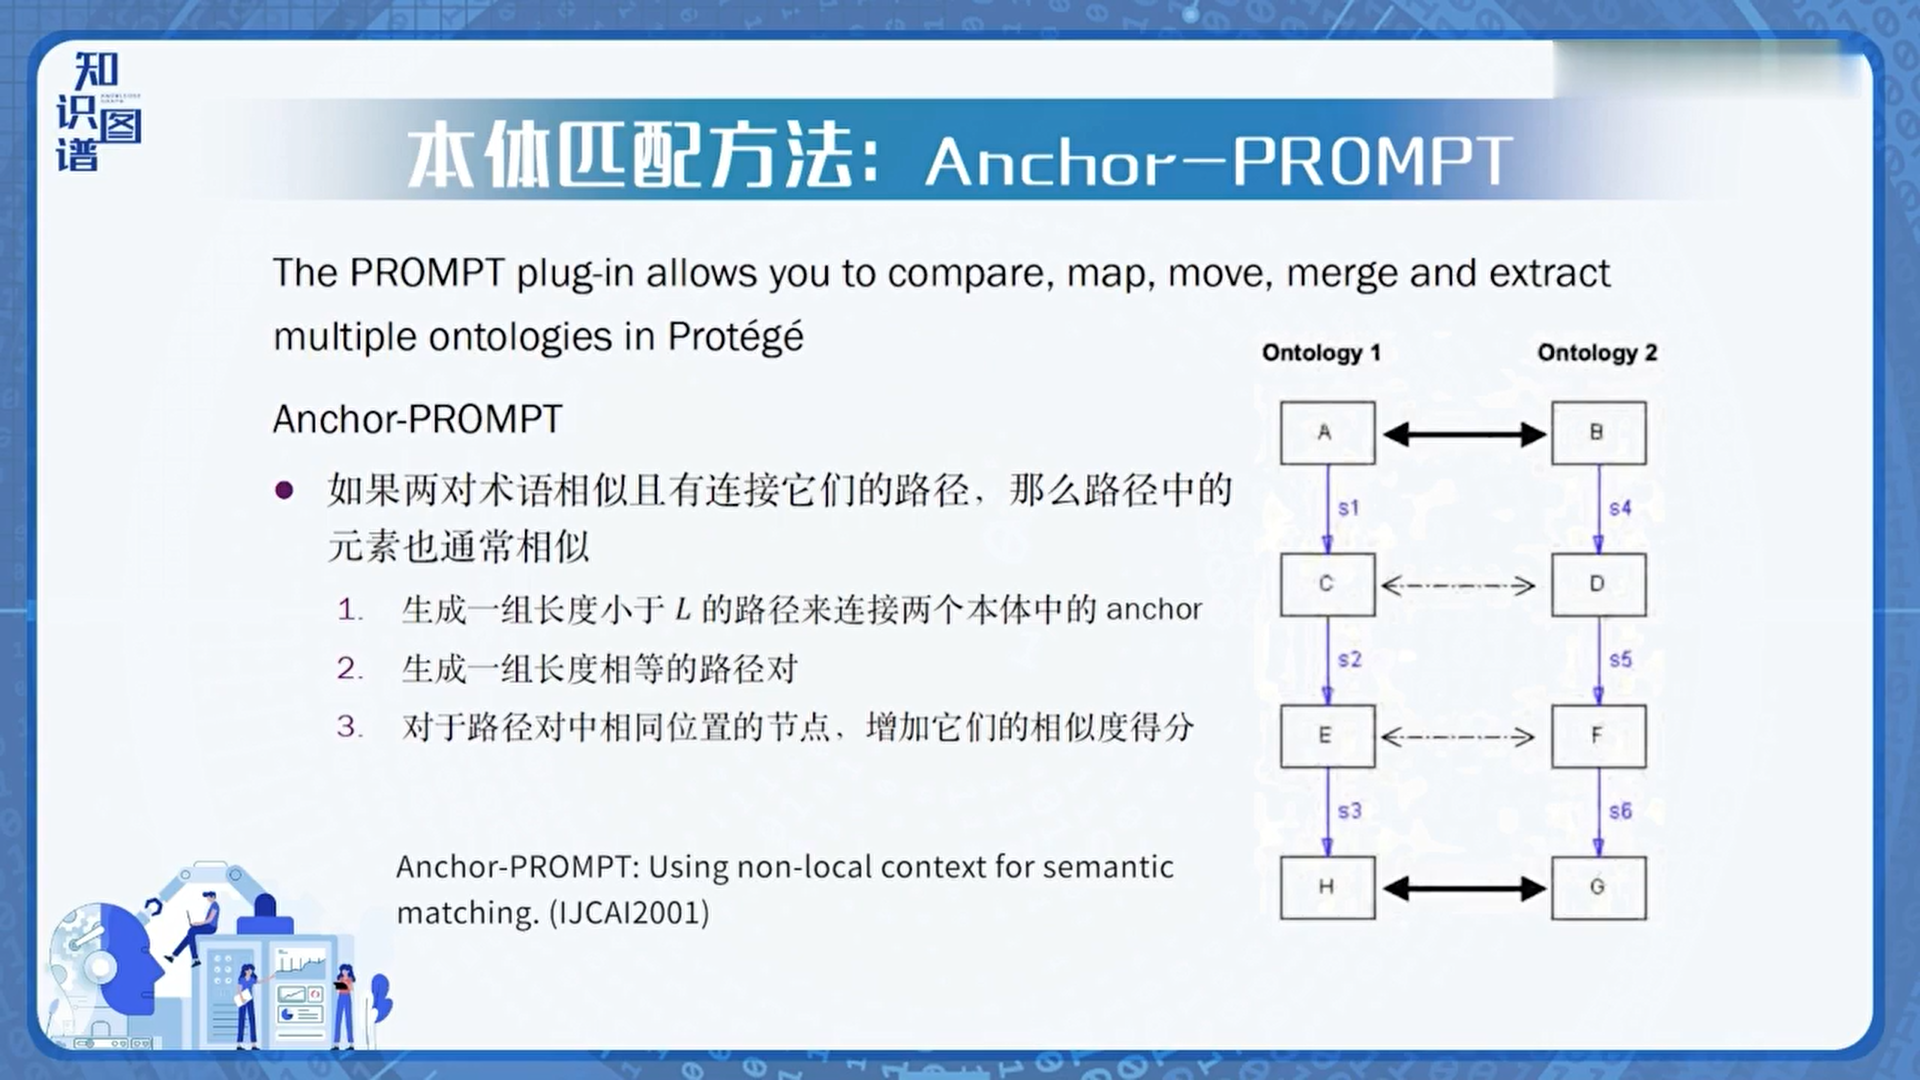 知
识图
谱
KNOWLEDGE
GRAPH
本体匹配方法：Anchor-PROMPT
The PROMPT plug-in allows you to compare, map, move, merge and extract
multiple ontologies in Protégé
Anchor-PROMPT
● 如果两对术语相似且有连接它们的路径，那么路径中的
元素也通常相似
1. 生成一组长度小于 L 的路径来连接两个本体中的 anchor
2. 生成一组长度相等的路径对
3. 对于路径对中相同位置的节点，增加它们的相似度得分
Anchor-PROMPT: Using non-local context for semantic
matching. (IJCAI2001)
Ontology 1 Ontology 2
A B
s1 s4
C D
s2 s5
E F
s3 s6
H G